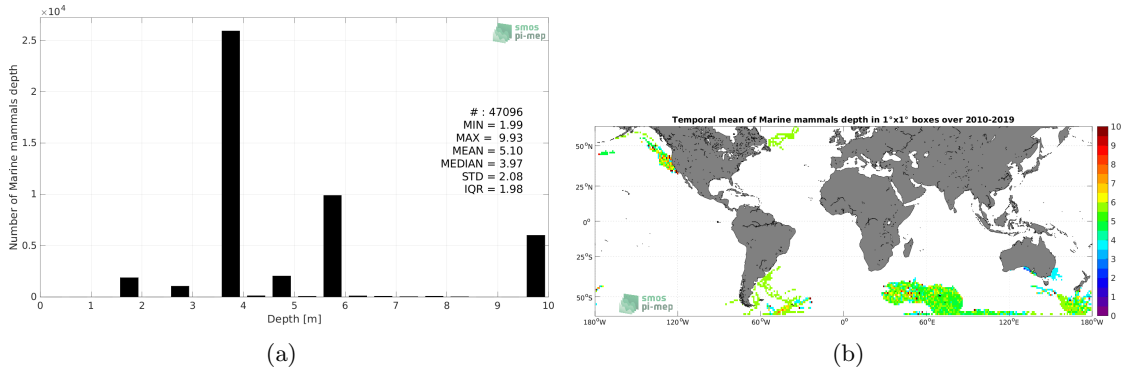 ×10⁴
2.5
2
1.5
1
0.5
0
Number of Marine mammals depth
0 1 2 3 4 5 6 7 8 9 10
Depth [m]
smos
pi-mep
# : 47096
MIN = 1.99
MAX = 9.93
MEAN = 5.10
MEDIAN = 3.97
STD = 2.08
IQR = 1.98
(a)
Temporal mean of Marine mammals depth in 1°x1° boxes over 2010-2019
50°N
25°N
0°
25°S
50°S
180°W 120°W 60°W 0° 60°E 120°E 180°E
smos
pi-mep
10
9
8
7
6
5
4
3
2
1
0
(b)